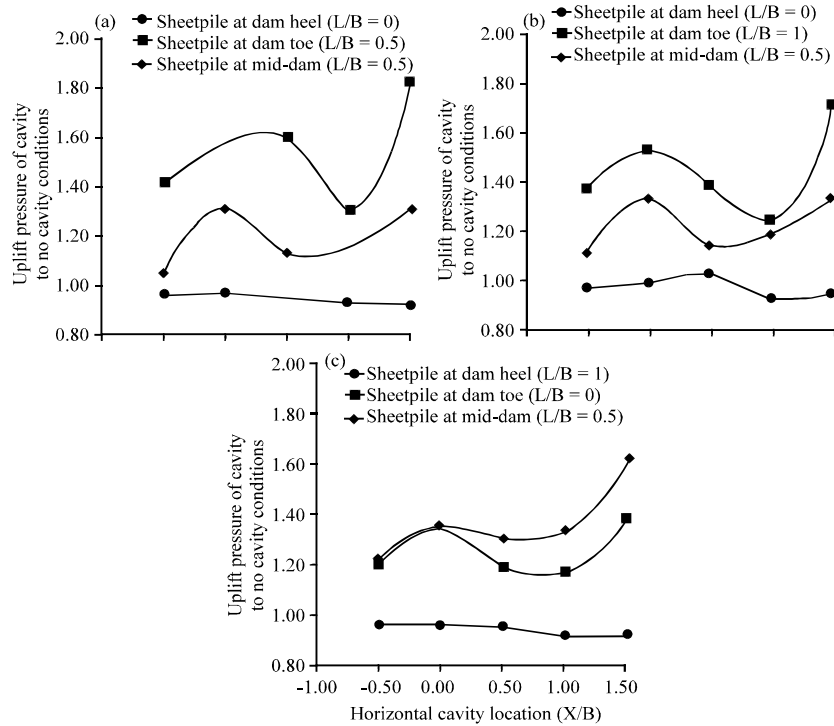 (a)
Sheetpile at dam heel (L/B = 0)
Sheetpile at dam toe (L/B = 0.5)
Sheetpile at mid-dam (L/B = 0.5)
2.00
1.80
1.60
1.40
1.20
1.00
0.80
Uplift pressure of cavity
to no cavity conditions
(b)
Sheetpile at dam heel (L/B = 0)
Sheetpile at dam toe (L/B = 1)
Sheetpile at mid-dam (L/B = 0.5)
2.00
1.80
1.60
1.40
1.20
1.00
0.80
Uplift pressure of cavity
to no cavity conditions
(c)
Sheetpile at dam heel (L/B = 1)
Sheetpile at dam toe (L/B = 0)
Sheetpile at mid-dam (L/B = 0.5)
2.00
1.80
1.60
1.40
1.20
1.00
0.80
Uplift pressure of cavity
to no cavity conditions
-1.00 -0.50 0.00 0.50 1.00 1.50
Horizontal cavity location (X/B)